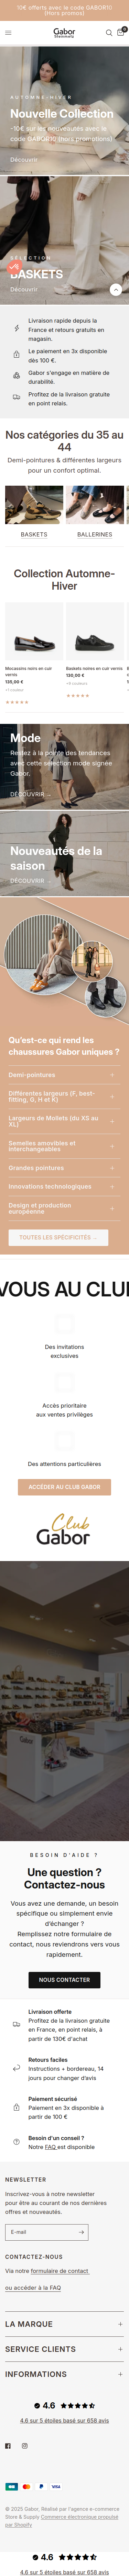 10€ offerts avec le code GABOR10!
(Hors promos)
Gabor
Shoes4luxury
0
AUTOMNE-HIVER
Nouvelle Collection
-10€ sur les nouveautés avec le
code GABOR10 (hors promotions)
Découvrir
SÉLECTION
BASKETS
Découvrir
Livraison rapide depuis la
France et retours gratuits en
magasin.
Le paiement en 3x disponible
dès 100 €.
Gabor s'engage en matière de
durabilité.
Profitez de la livraison gratuite
en point relais.
Nos catégories du 35 au
44
Demi-pointures & différentes largeurs
pour un confort optimal.
BASKETS
BALLERINES
Collection Automne-
Hiver
Mocassins noirs en cuir
vernis
135,00 €
+1 couleur
★★★★★
Baskets noires en cuir vernis
130,00 €
+5 couleurs
★★★★★
Mode
Restez à la pointe des tendances
avec cette sélection mode signée
Gabor.
DÉCOUVRIR →
Nouveautés de la
saison
DÉCOUVRIR →
Qu'est-ce qui rend les
chaussures Gabor uniques ?
Demi-pointures
Différentes largeurs (F, best-
fitting, G, H et K)
Largeurs de Mollets (du XS au
XL)
Semelles amovibles et
interchangeables
Grandes pointures
Innovations technologiques
Design et production
européenne
TOUTES LES SPÉCIFICITÉS →
VOUS AU CLUB
Des invitations
exclusives
Accès prioritaire
aux ventes privilèges
Des attentions particulières
ACCÉDER AU CLUB GABOR
Club
Gabor
BESOIN D'AIDE ?
Une question ?
Contactez-nous
Vous avez une demande, un besoin
spécifique ou simplement envie
d'échanger ?
Remplissez notre formulaire de
contact, nous reviendrons vers vous
rapidement.
NOUS CONTACTER
Livraison offerte
Profitez de la livraison gratuite
en France, en point relais, à
partir de 130€ d'achat
Retours faciles
Instructions + bordereau, 14
jours pour changer d'avis
Paiement sécurisé
Paiement en 3x disponible à
partir de 100 €
Besoin d'un conseil ?
Notre FAQ est disponible
NEWSLETTER
Inscrivez-vous à notre newsletter
pour être au courant de nos dernières
offres et nouveautés.
E-mail
CONTACTEZ-NOUS
Via notre formulaire de contact
ou accéder à la FAQ
LA MARQUE
SERVICE CLIENTS
INFORMATIONS
4.6
4.6 sur 5 étoiles basé sur 658 avis
VISA
© 2025 Gabor, Réalisé par l'agence e-commerce
Store & Supply Commerce électronique propulsé
par Shopify
4.6
4.6 sur 5 étoiles basé sur 658 avis